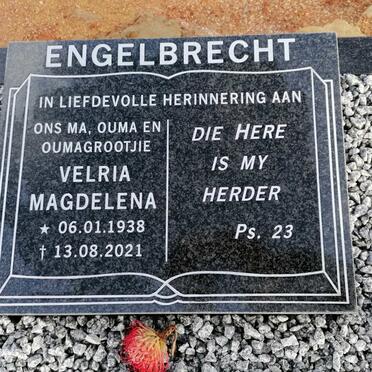 ENGELBRECHT
IN LIEFDEVOLLE HERINNERING AAN
ONS MA, OUMA EN
OUMAGROOTJIE
VELRIA
MAGDELENA
★ 06.01.1938
† 13.08.2021
DIE HERE
IS MY
HERDER
Ps. 23